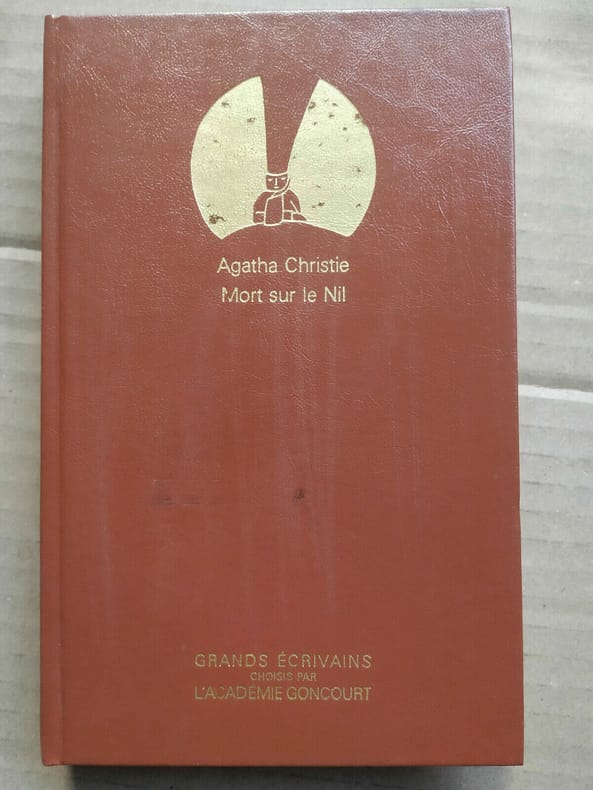 Agatha Christie
Mort sur le Nil
GRANDS ÉCRIVAINS
CHOISIS PAR
L'ACADÉMIE GONCOURT